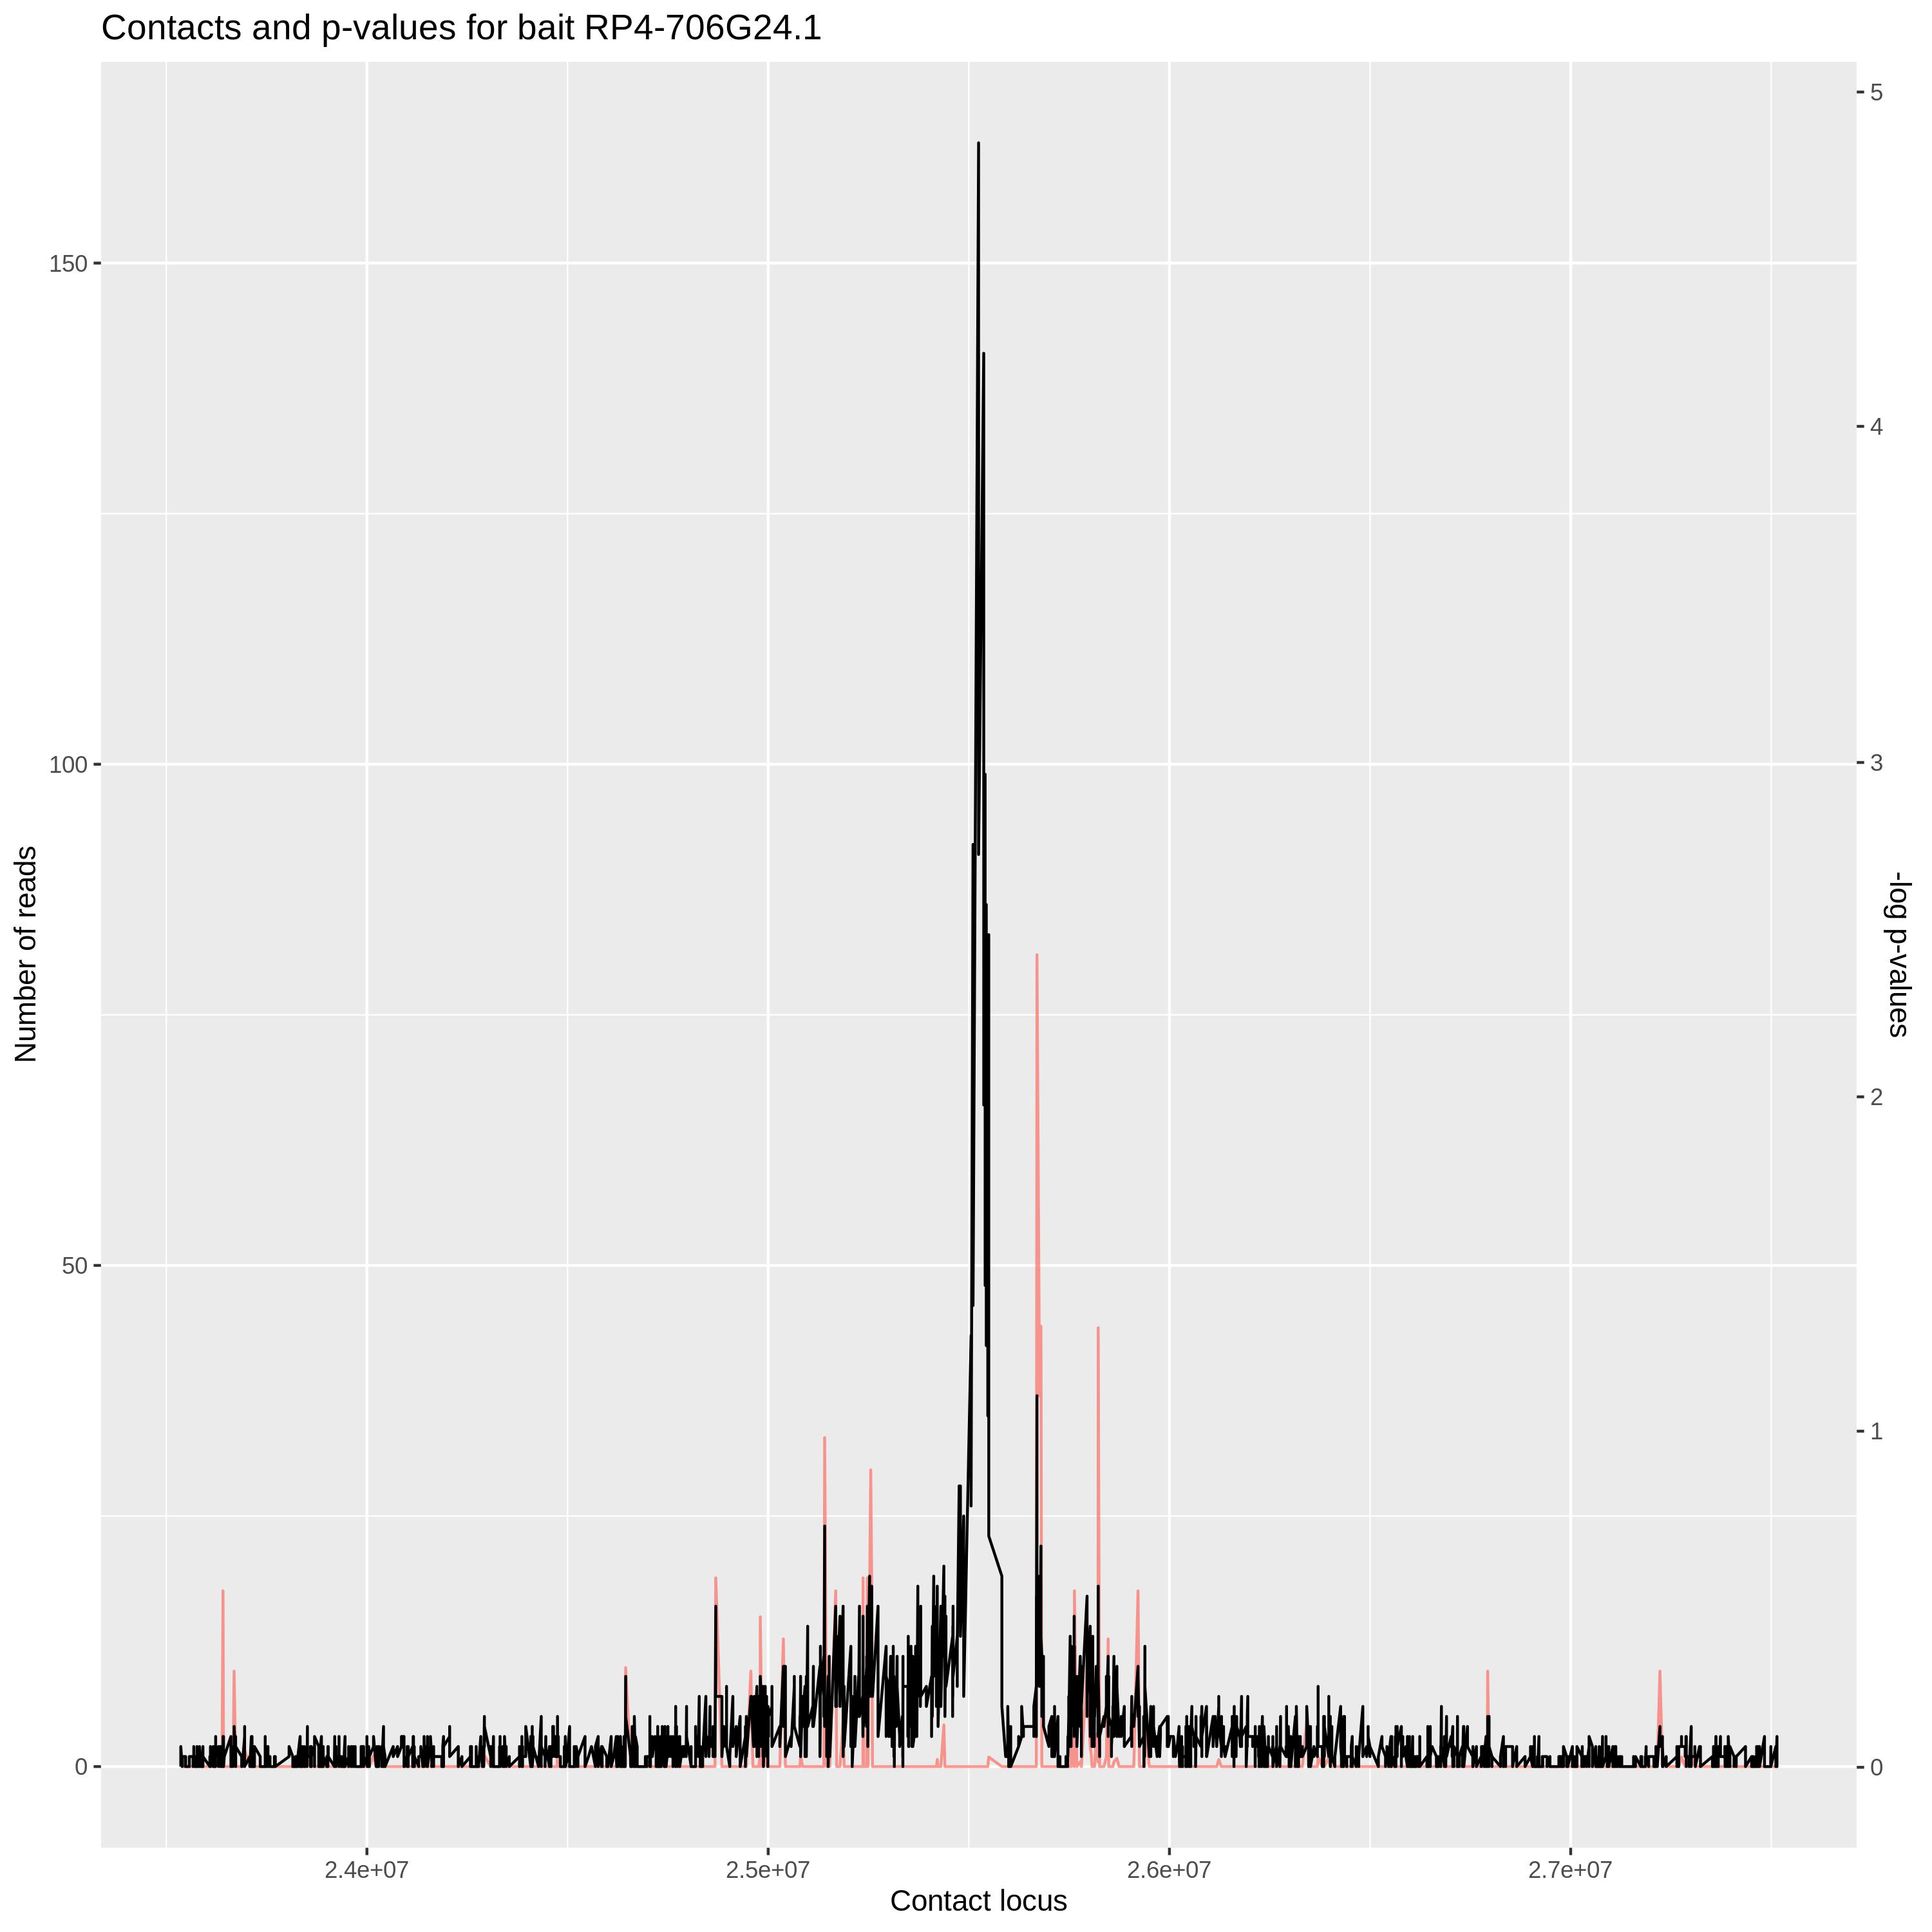 Contacts and p-values for bait RP4-706G24.1
150
100
50
0
Number of reads
5
4
3
2
1
0
-log p-values
2.4e+07
2.5e+07
2.6e+07
2.7e+07
Contact locus